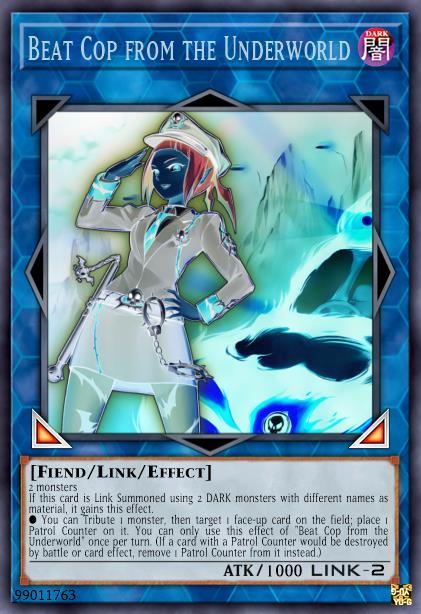 BEAT COP FROM THE UNDERWORLD
DARK
闇
[FIEND/LINK/EFFECT]
2 monsters
If this card is Link Summoned using 2 DARK monsters with different names as
material, it gains this effect.
● You can Tribute 1 monster, then target 1 face-up card on the field; place 1
Patrol Counter on it. You can only use this effect of "Beat Cop from the
Underworld" once per turn. (If a card with a Patrol Counter would be destroyed
by battle or card effect, remove 1 Patrol Counter from it instead.)
ATK/1000 LINK-2
99011763